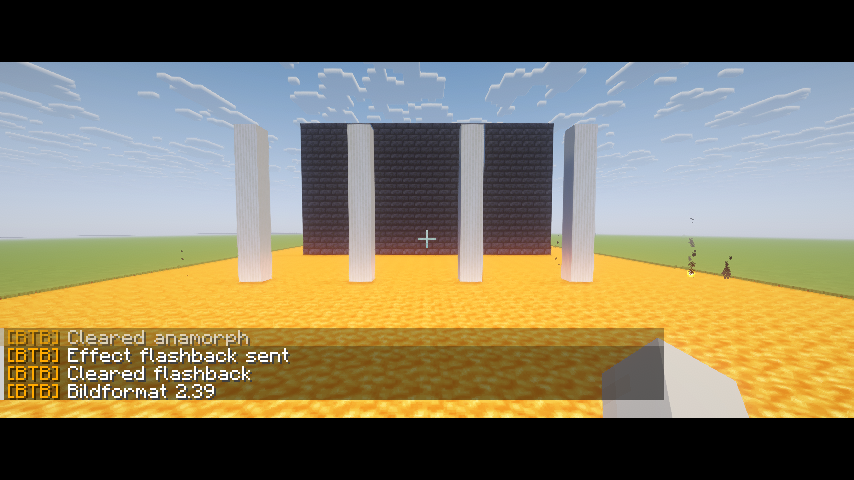 [BTB] Cleared anamorph
[BTB] Effect flashback sent
[BTB] Cleared flashback
[BTB] Bildformat 2.39